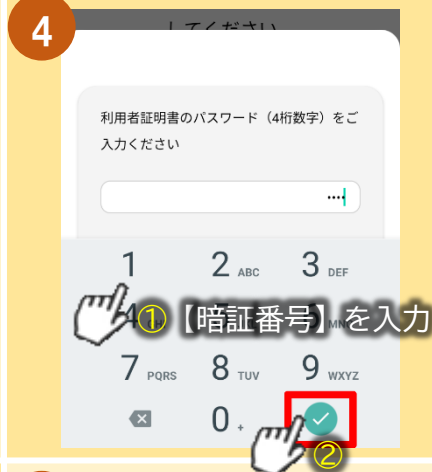 4
してください
利用者証明書のパスワード（4桁数字）をご
入力ください
••••
1
2 ABC
3 DEF
①【暗証番号】を入力
4
MN
7 PQRS
8 TUV
9 WXYZ
0 +
②